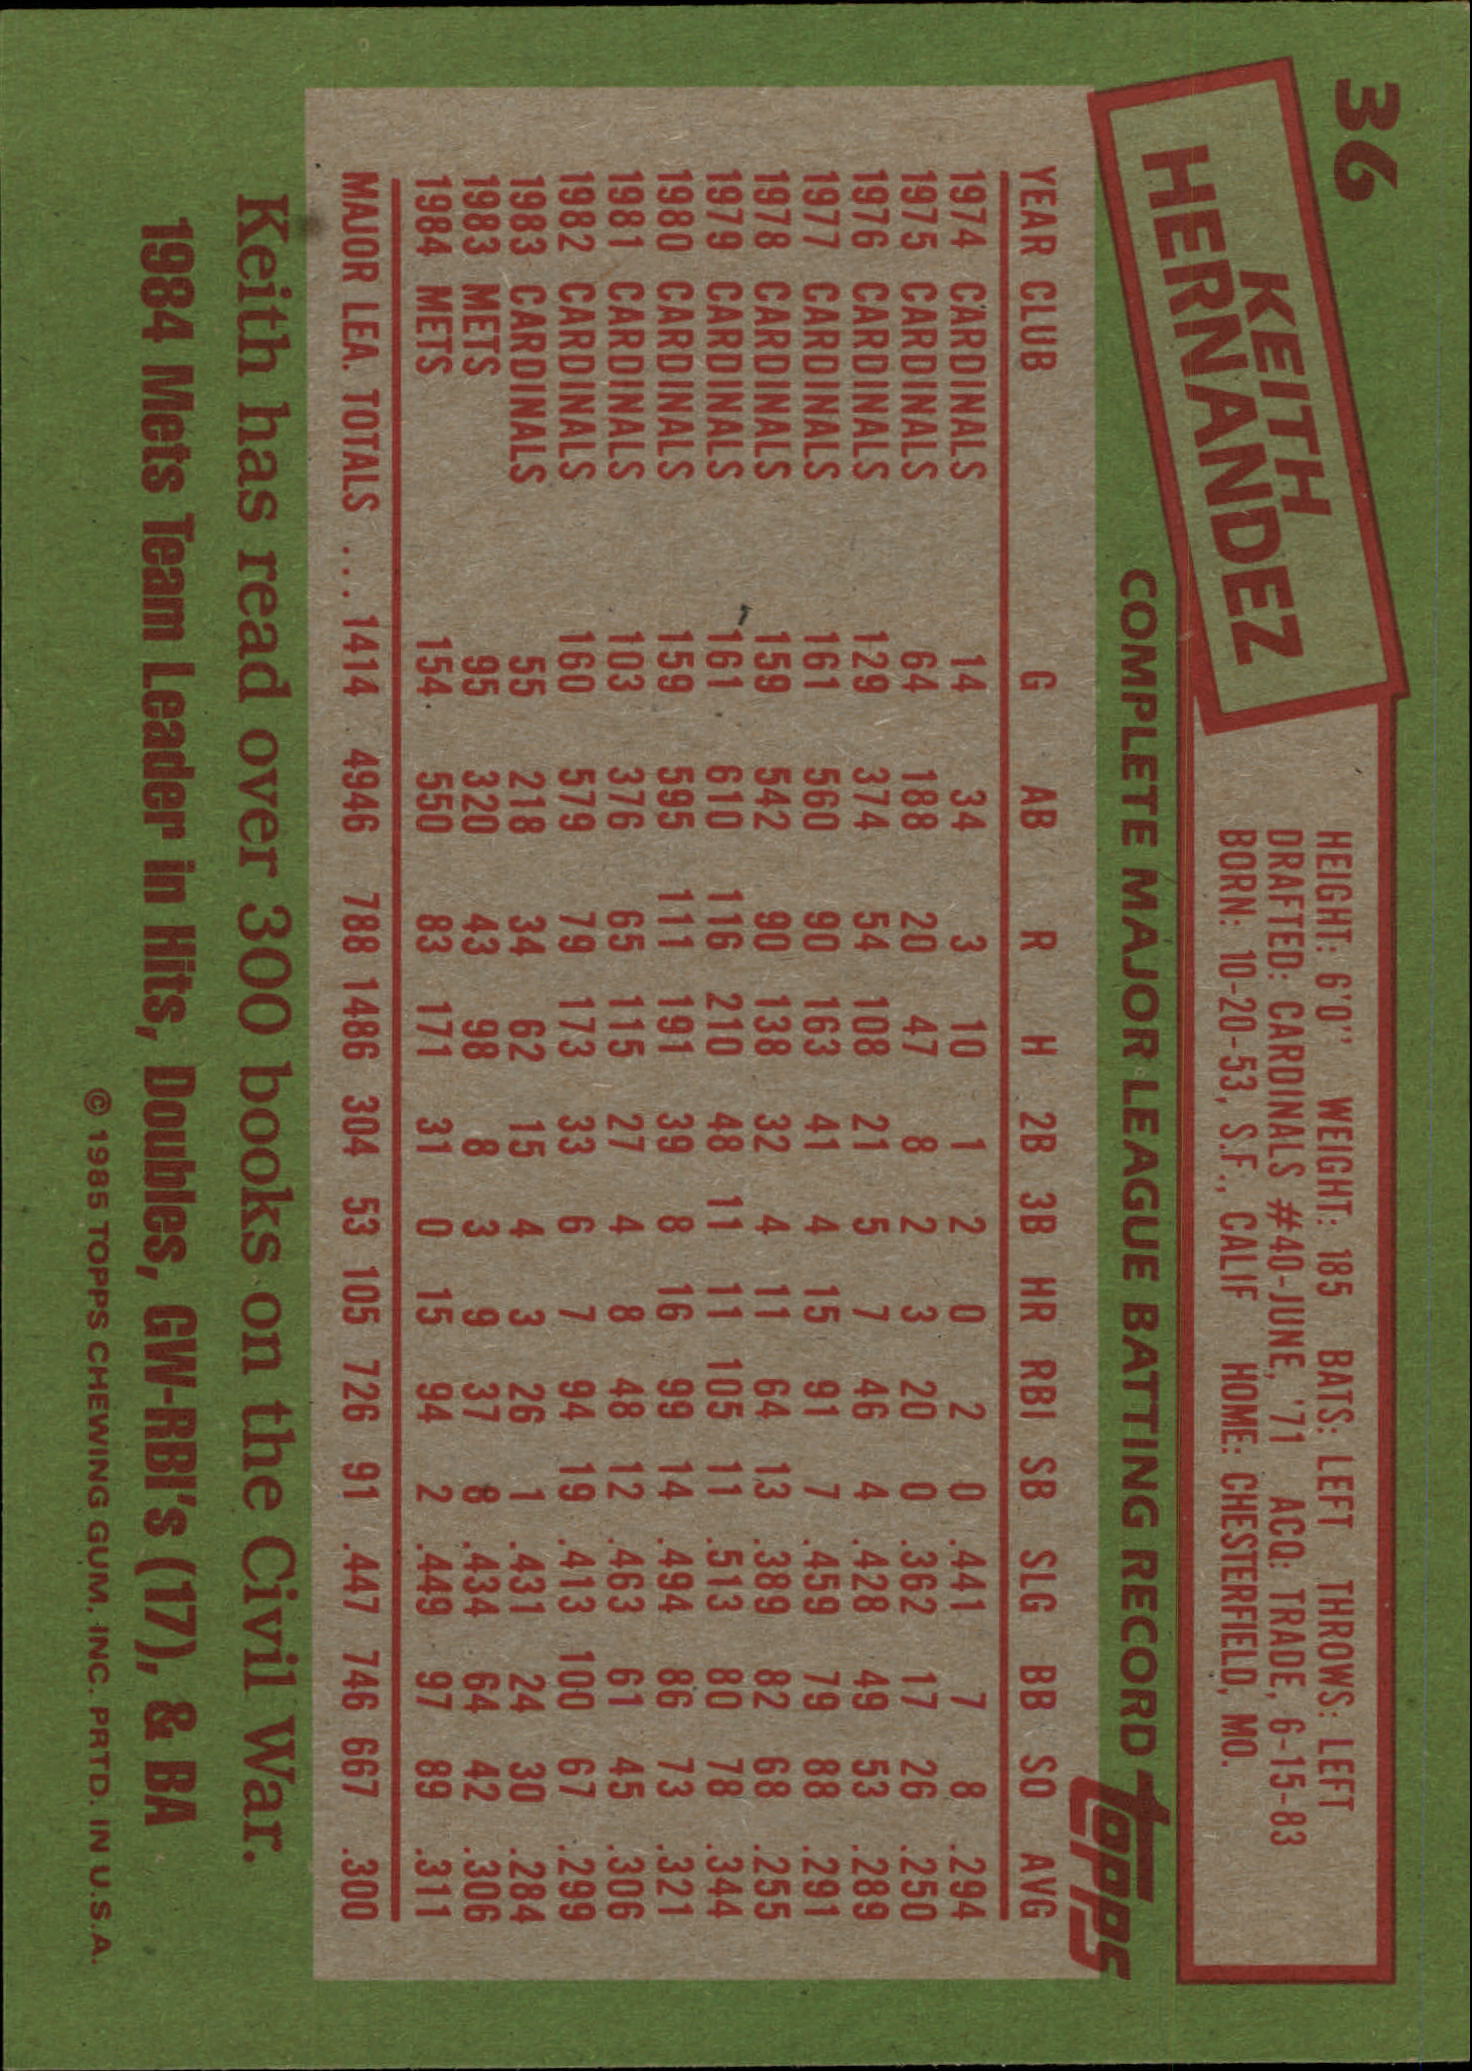 36
KEITH
HERNANDEZ
HEIGHT: 6'0" WEIGHT: 185 BATS: LEFT THROWS: LEFT
DRAFTED: CARDINALS #40-JUNE, '71 ACQ: TRADE, 6-15-83
BORN: 10-20-53, S.F., CALIF HOME: CHESTERFIELD, MO.
COMPLETE MAJOR LEAGUE BATTING RECORD
topps
YEAR CLUB G AB R H 2B 3B HR RBI SB SLG BB SO AVG
1974 CARDINALS 14 34 3 10 1 2 0 2 0 .441 7 8 .294
1975 CARDINALS 64 188 20 47 8 2 3 20 0 .362 17 26 .250
1976 CARDINALS 129 374 54 108 21 5 7 46 4 .428 49 53 .289
1977 CARDINALS 161 560 90 163 41 4 15 91 7 .459 79 88 .291
1978 CARDINALS 159 542 90 138 32 4 11 64 13 .389 82 68 .255
1979 CARDINALS 161 610 116 210 48 11 11 105 11 .513 80 78 .344
1980 CARDINALS 159 595 111 191 39 8 16 99 14 .494 86 73 .321
1981 CARDINALS 103 376 65 115 27 4 8 48 12 .463 61 45 .306
1982 CARDINALS 160 579 79 173 33 6 7 94 19 .413 100 67 .299
1983 CARDINALS 55 218 34 62 15 4 3 26 1 .431 24 30 .284
1983 METS 95 320 43 98 8 3 9 37 8 .434 64 42 .306
1984 METS 154 550 83 171 31 0 15 94 2 .449 97 89 .311
MAJOR LEA. TOTALS ... 1414 4946 788 1486 304 53 105 726 91 .447 746 667 .300
Keith has read over 300 books on the Civil War.
1984 Mets Team Leader in Hits, Doubles, GW-RBI's (17), & BA
© 1985 TOPPS CHEWING GUM, INC. PRTD. IN U.S.A.